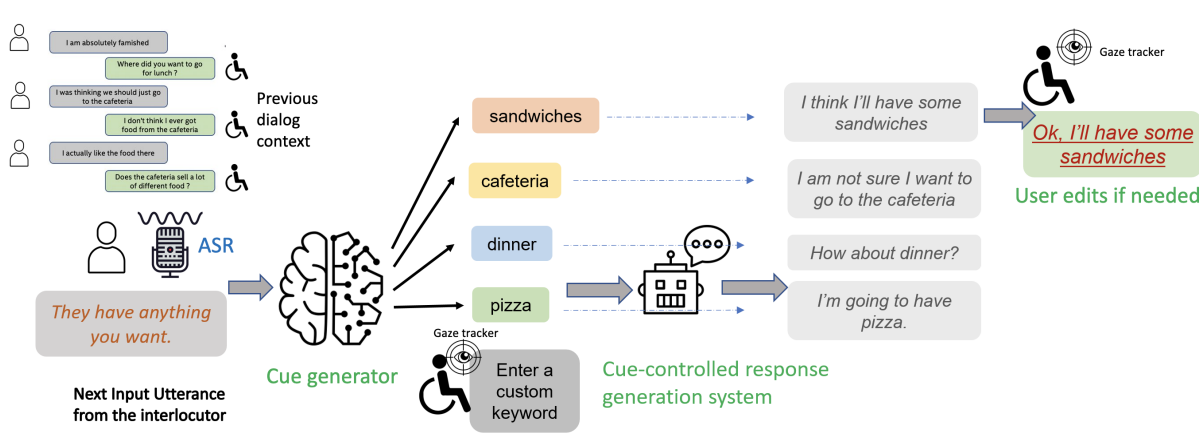 I am absolutely famished
Where did you want to go
for lunch ?
I was thinking we should just go
to the cafeteria
I don't think I ever got
food from the cafeteria
I actually like the food there
Does the cafeteria sell a lot
of different food ?
Previous
dialog
context
ASR
They have anything
you want.
Next Input Utterance
from the interlocutor
Cue generator
sandwiches
cafeteria
dinner
pizza
Gaze tracker
Enter a
custom
keyword
Cue-controlled response
generation system
I think I'll have some
sandwiches
I am not sure I want to
go to the cafeteria
How about dinner?
I'm going to have
pizza.
Gaze tracker
Ok, I'll have some
sandwiches
User edits if needed